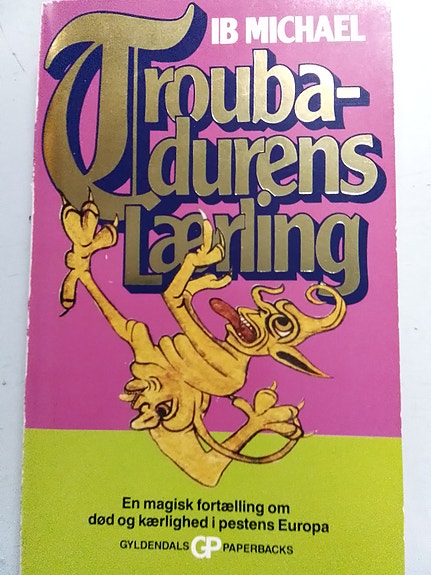 IB MICHAEL
Trouba-
durens
Lærling
En magisk fortælling om
død og kærlighed i pestens Europa
GYLDENDALS GP PAPERBACKS